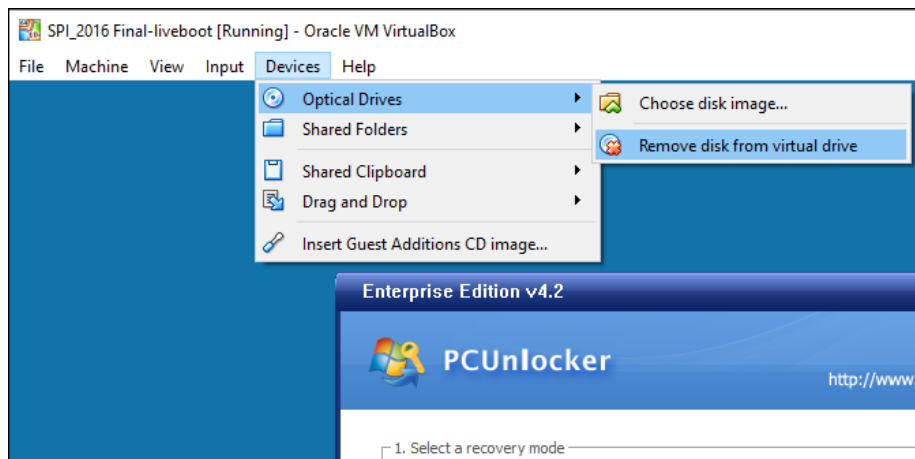 SPI_2016 Final-liveboot [Running] - Oracle VM VirtualBox
File Machine View Input Devices Help
Optical Drives
Choose disk image...
Shared Folders
Remove disk from virtual drive
Shared Clipboard
Drag and Drop
Insert Guest Additions CD image...
Enterprise Edition v4.2
PCUnlocker
http://www
1. Select a recovery mode